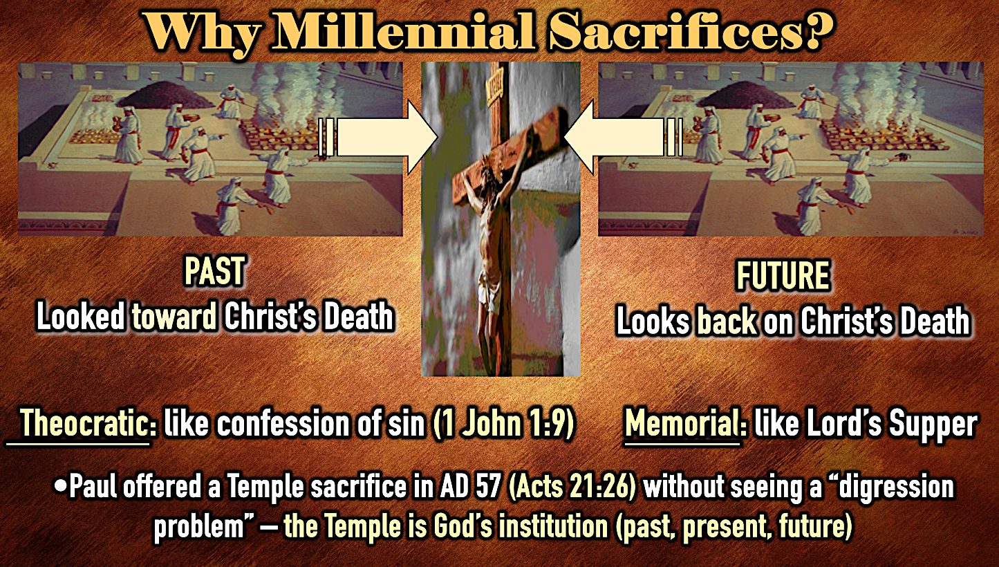 Why Millennial Sacrifices?
PAST
Looked toward Christ’s Death
FUTURE
Looks back on Christ’s Death
Theocratic: like confession of sin (1 John 1:9)
Memorial: like Lord’s Supper
•Paul offered a Temple sacrifice in AD 57 (Acts 21:26) without seeing a “digression
problem” – the Temple is God’s institution (past, present, future)